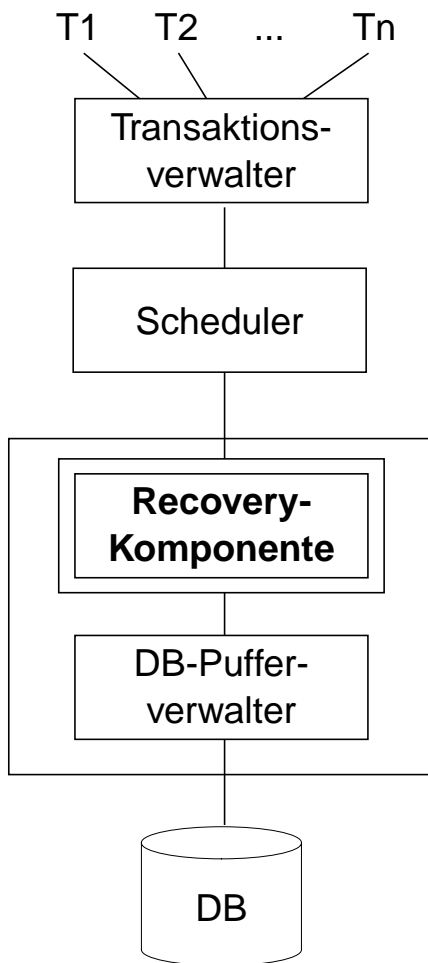 T1 T2 ... Tn
Transaktions-
verwalter
Scheduler
Recovery-
Komponente
DB-Puffer-
verwalter
DB